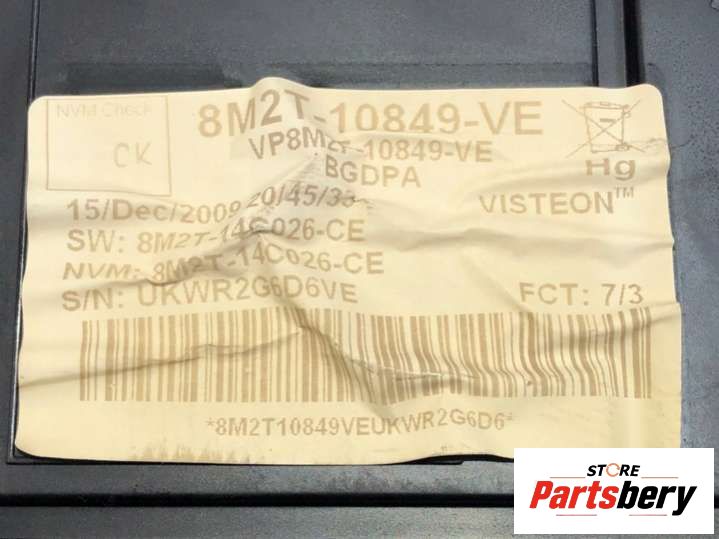 NVM Check
CK
8M2T-10849-VE
VP8M2T-10849-VE
BGDPA
Hg
15/Dec/2009 20/45/33
VISTEON™
SW: 8M2T-14C026-CE
NVM: 8M2T-14C026-CE
S/N: UKWR2G6D6VE
FCT: 7/3
*8M2T10849VEUKWR2G6D6*
STORE
Partsbery